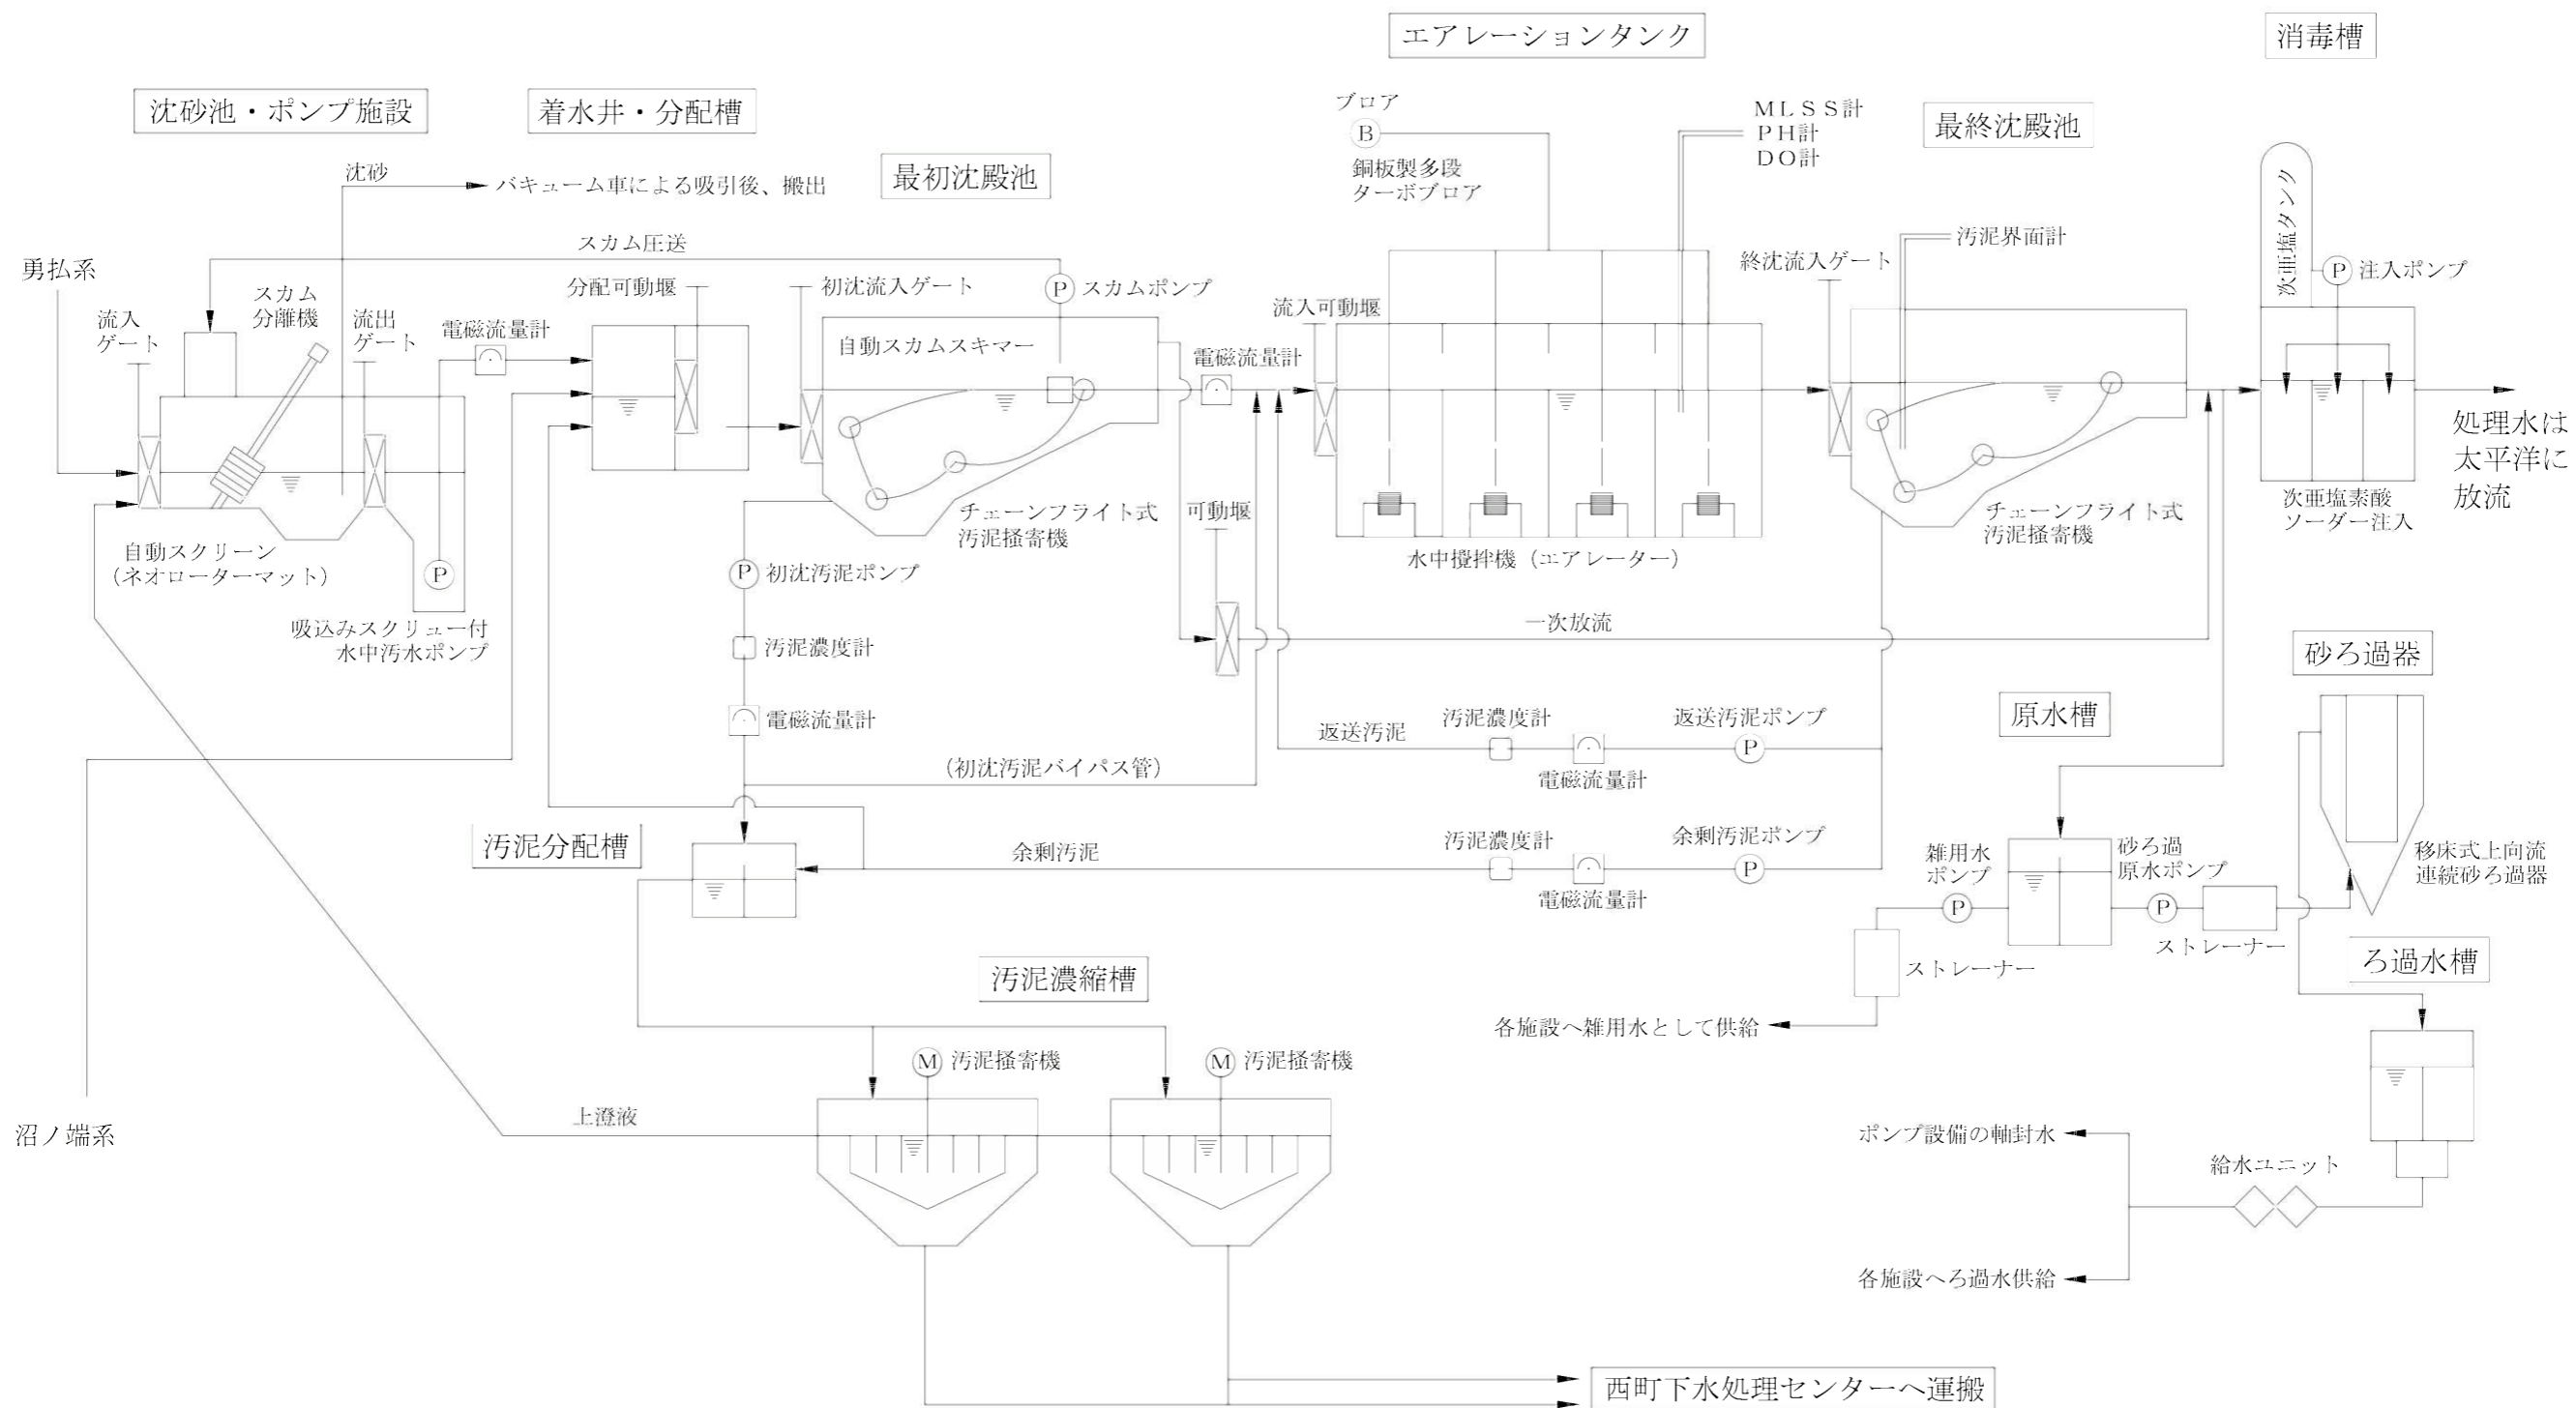 エアレーションタンク
消毒槽
沈砂池・ポンプ施設
着水井・分配槽
最初沈殿池
最終沈殿池
ブロア
B
銅板製多段
ターボブロア
MLSS計
PH計
DO計
沈砂
バキューム車による吸引後、搬出
スカム圧送
勇払系
流入
ゲート
スカム
分離機
流出
ゲート
電磁流量計
分配可動堰
初沈流入ゲート
P
スカムポンプ
自動スカムスキマー
流入可動堰
電磁流量計
終沈流入ゲート
汚泥界面計
次亜塩タンク
P
注入ポンプ
処理水は
太平洋に
放流
次亜塩素酸
ソーダー注入
自動スクリーン
（ネオローターマット）
P
吸込みスクリュー付
水中汚水ポンプ
チェーンフライト式
汚泥掻寄機
可動堰
水中攪拌機（エアレーター）
チェーンフライト式
汚泥掻寄機
P
初沈汚泥ポンプ
汚泥濃度計
電磁流量計
一次放流
砂ろ過器
原水槽
返送汚泥
汚泥濃度計
電磁流量計
返送汚泥ポンプ
P
（初沈汚泥バイパス管）
汚泥分配槽
余剰汚泥
汚泥濃度計
電磁流量計
余剰汚泥ポンプ
P
雑用水
ポンプ
P
砂ろ過
原水ポンプ
P
移床式上向流
連続砂ろ過器
ストレーナー
ストレーナー
ろ過水槽
各施設へ雑用水として供給
汚泥濃縮槽
M
汚泥掻寄機
M
汚泥掻寄機
上澄液
沼ノ端系
ポンプ設備の軸封水
給水ユニット
各施設へろ過水供給
西町下水処理センターへ運搬